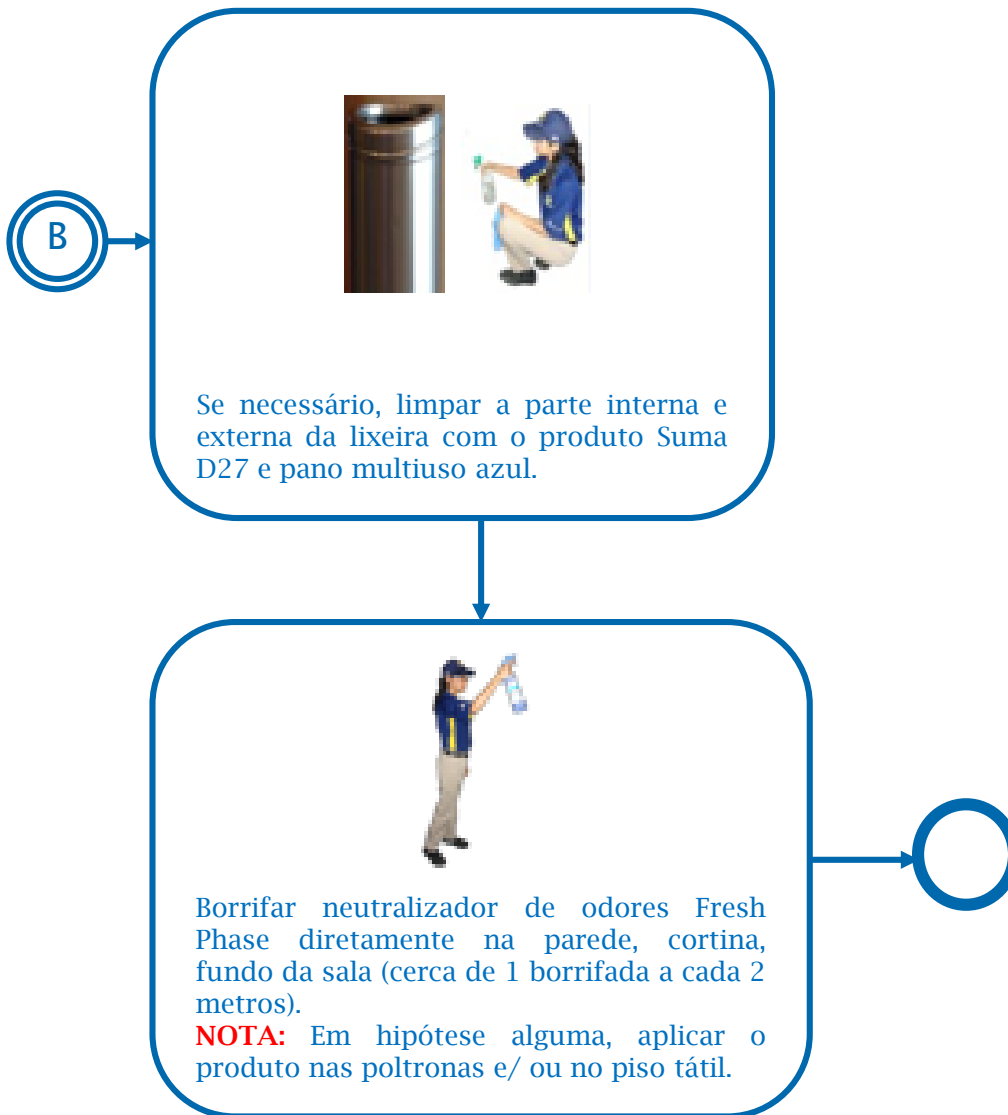 B
Se necessário, limpar a parte interna e
externa da lixeira com o produto Suma
D27 e pano multiuso azul.
Borrifar neutralizador de odores Fresh
Phase diretamente na parede, cortina,
fundo da sala (cerca de 1 borrifada a cada 2
metros).
NOTA: Em hipótese alguma, aplicar o
produto nas poltronas e/ ou no piso tátil.